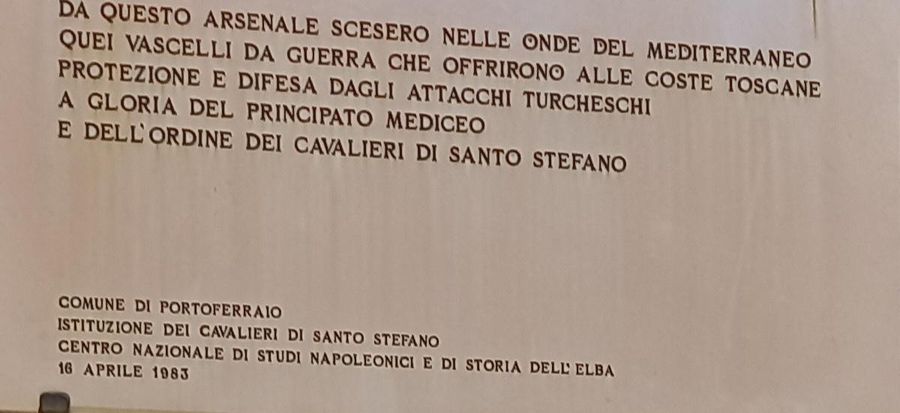 DA QUESTO ARSENALE SCESERO NELLE ONDE DEL MEDITERRANEO
QUEI VASCELLI DA GUERRA CHE OFFRIRONO ALLE COSTE TOSCANE
PROTEZIONE E DIFESA DAGLI ATTACCHI TURCHESCHI
A GLORIA DEL PRINCIPATO MEDICEO
E DELL'ORDINE DEI CAVALIERI DI SANTO STEFANO
COMUNE DI PORTOFERRAIO
ISTITUZIONE DEI CAVALIERI DI SANTO STEFANO
CENTRO NAZIONALE DI STUDI NAPOLEONICI E DI STORIA DELL'ELBA
16 APRILE 1983